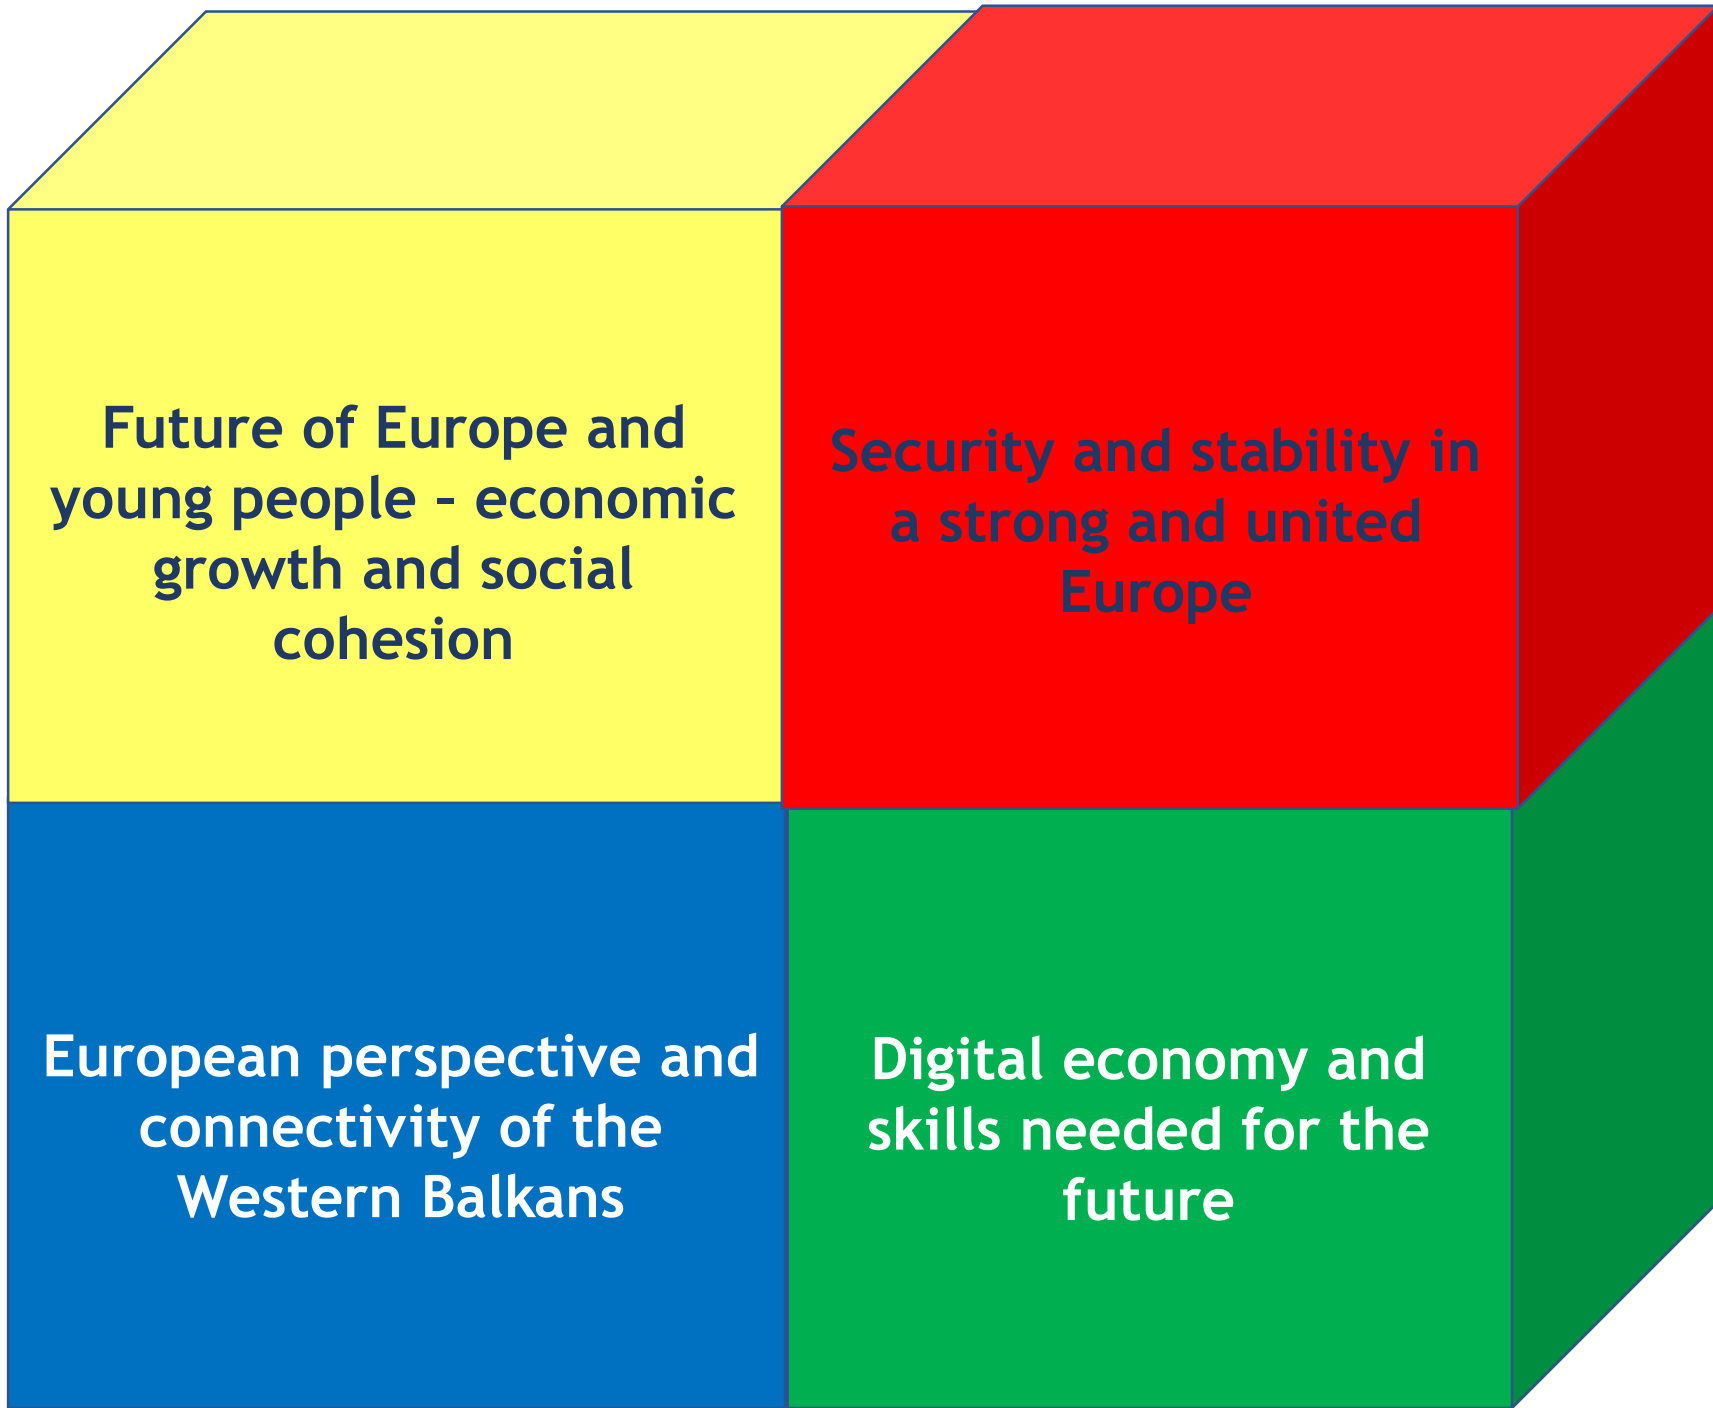 Future of Europe and
young people – economic
growth and social
cohesion
Security and stability in
a strong and united
Europe
European perspective and
connectivity of the
Western Balkans
Digital economy and
skills needed for the
future